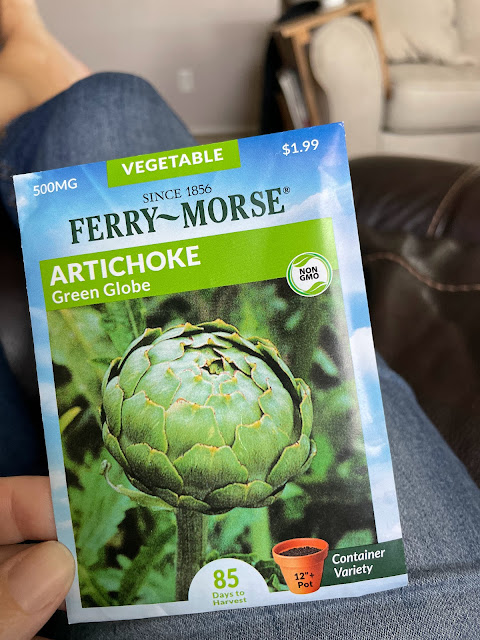 VEGETABLE
500MG
$1.99
SINCE 1856
FERRY~MORSE®
ARTICHOKE
Green Globe
NON
GMO
85
Days to
Harvest
12"+
Pot
Container
Variety